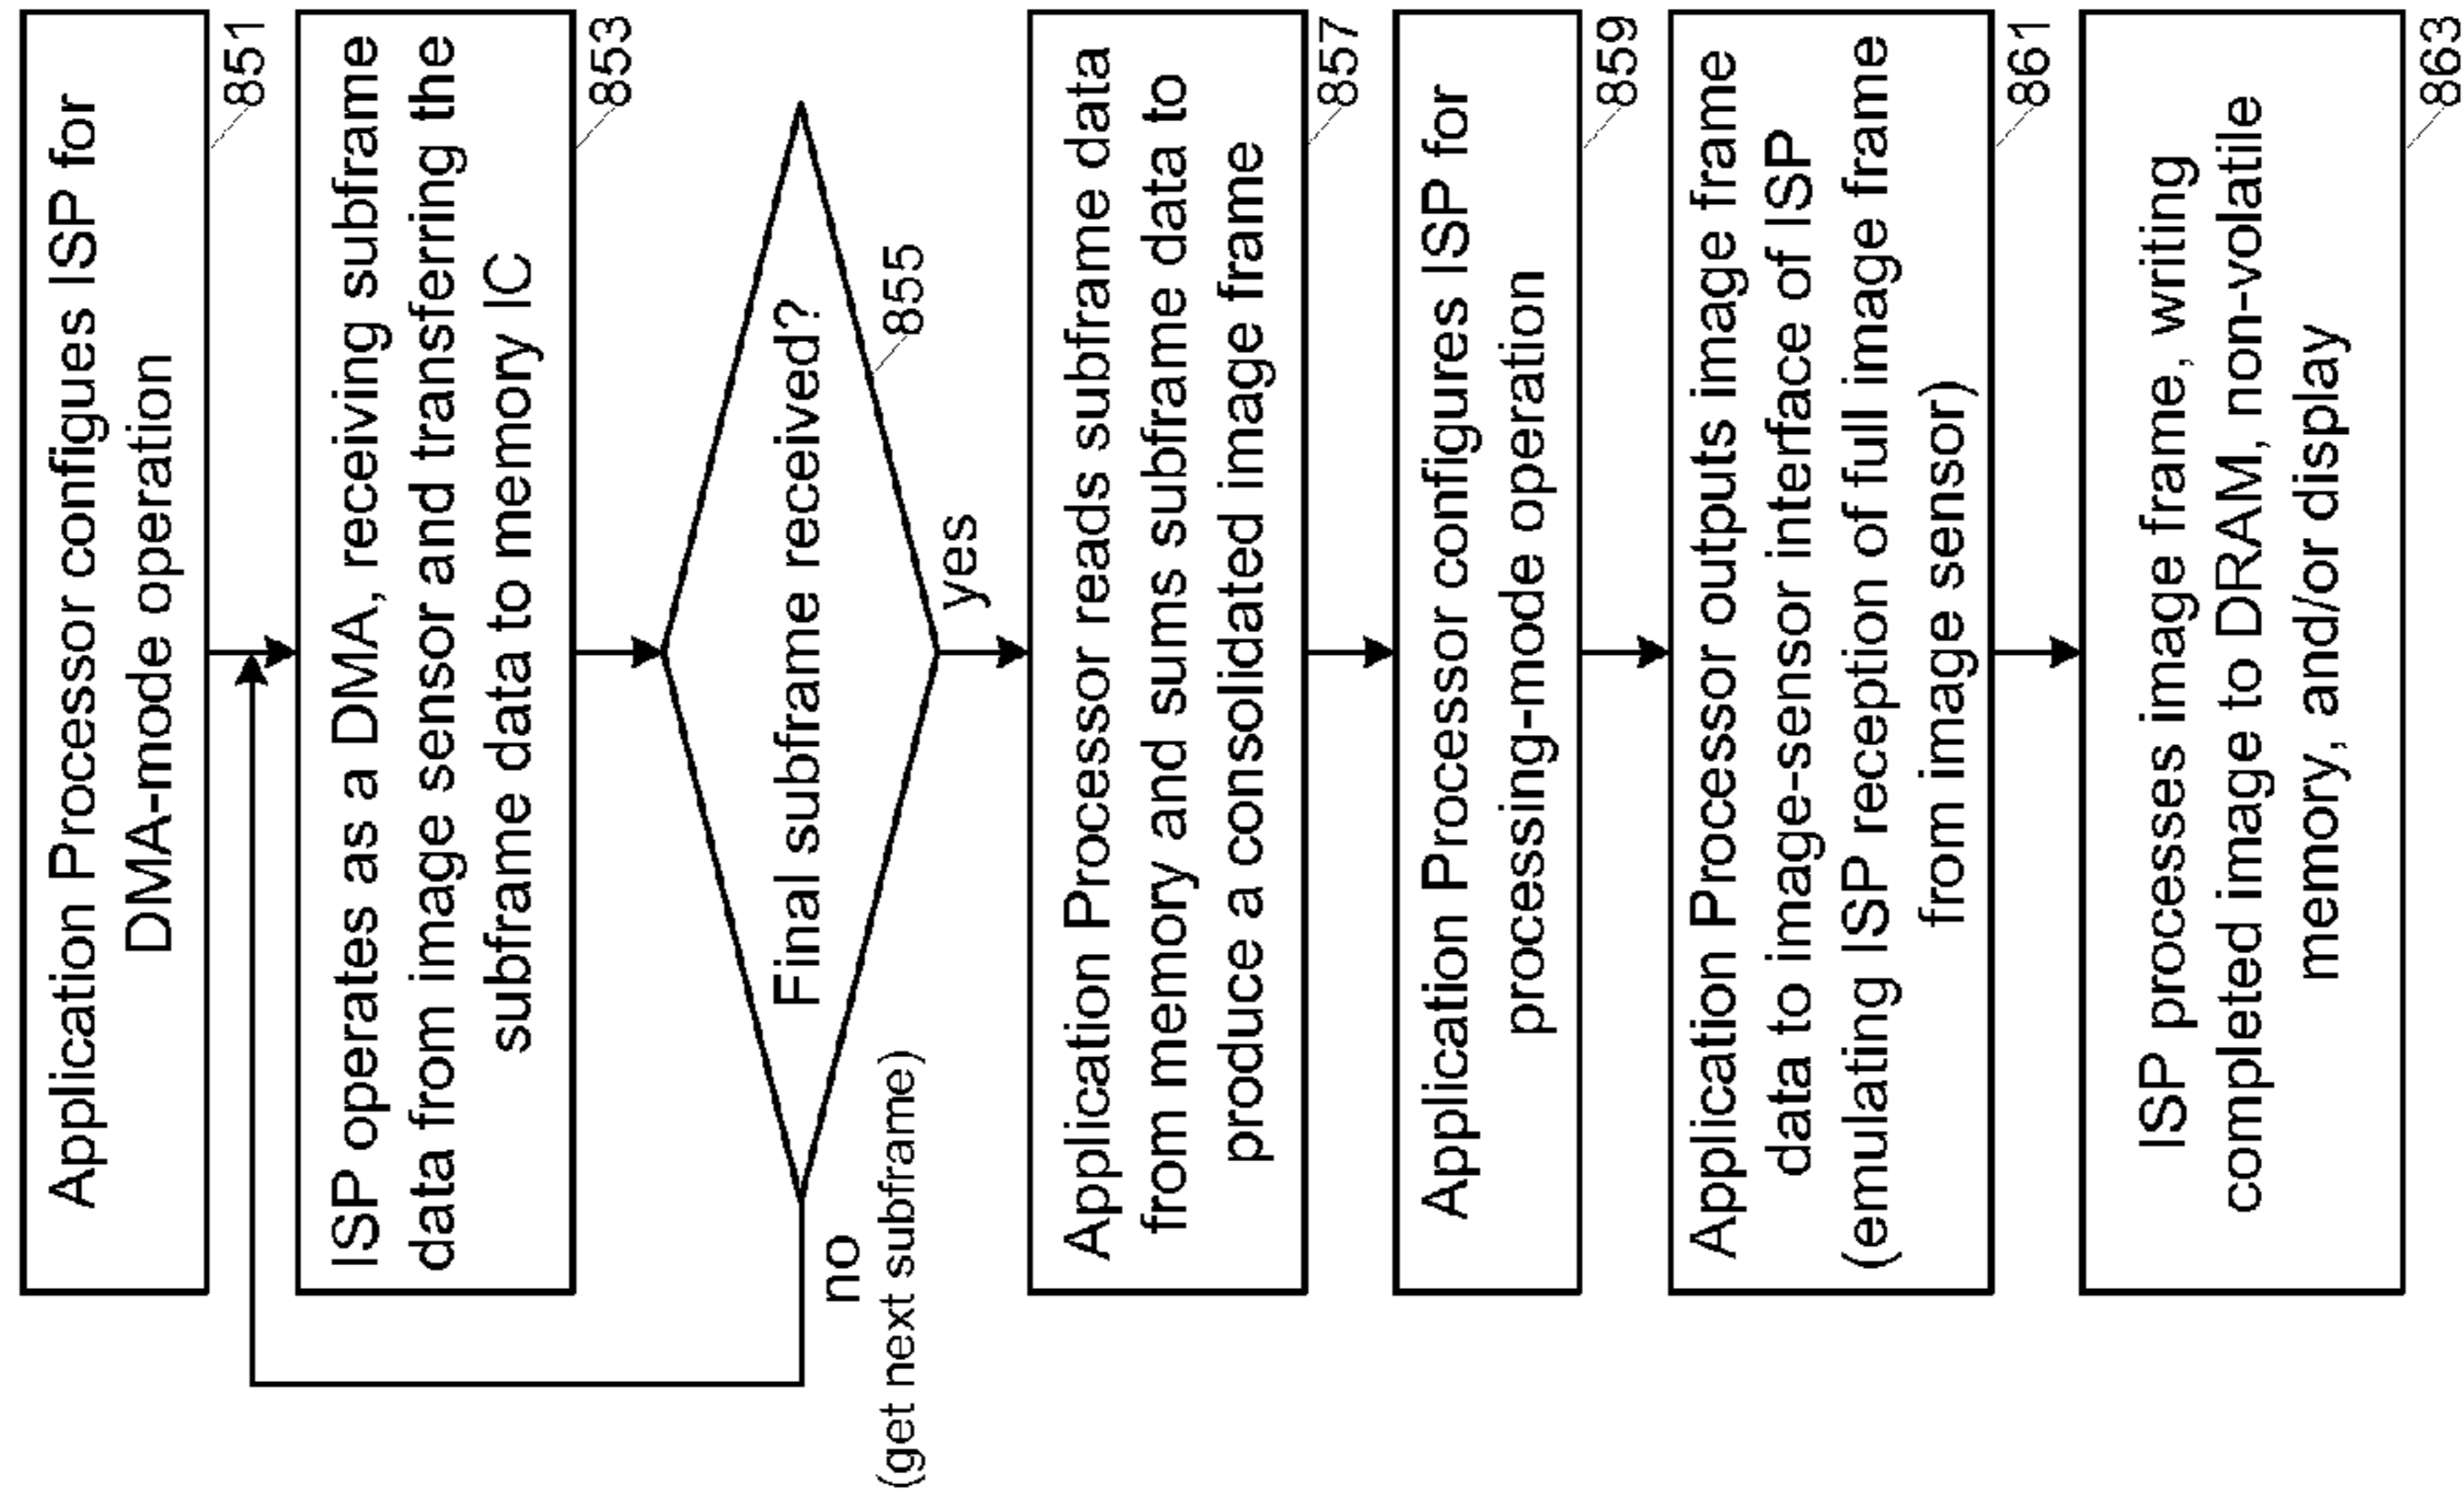 Application Processor configues ISP for
DMA-mode operation
851
ISP operates as a DMA, receiving subframe
data from image sensor and transferring the
subframe data to memory IC
853
Final subframe received?
855
no
(get next subframe)
yes
Application Processor reads subframe data
from memory and sums subframe data to
produce a consolidated image frame
857
Application Processor configures ISP for
processing-mode operation
859
Application Processor outputs image frame
data to image-sensor interface of ISP
(emulating ISP reception of full image frame
from image sensor)
861
ISP processes image frame, writing
completed image to DRAM, non-volatile
memory, and/or display
863